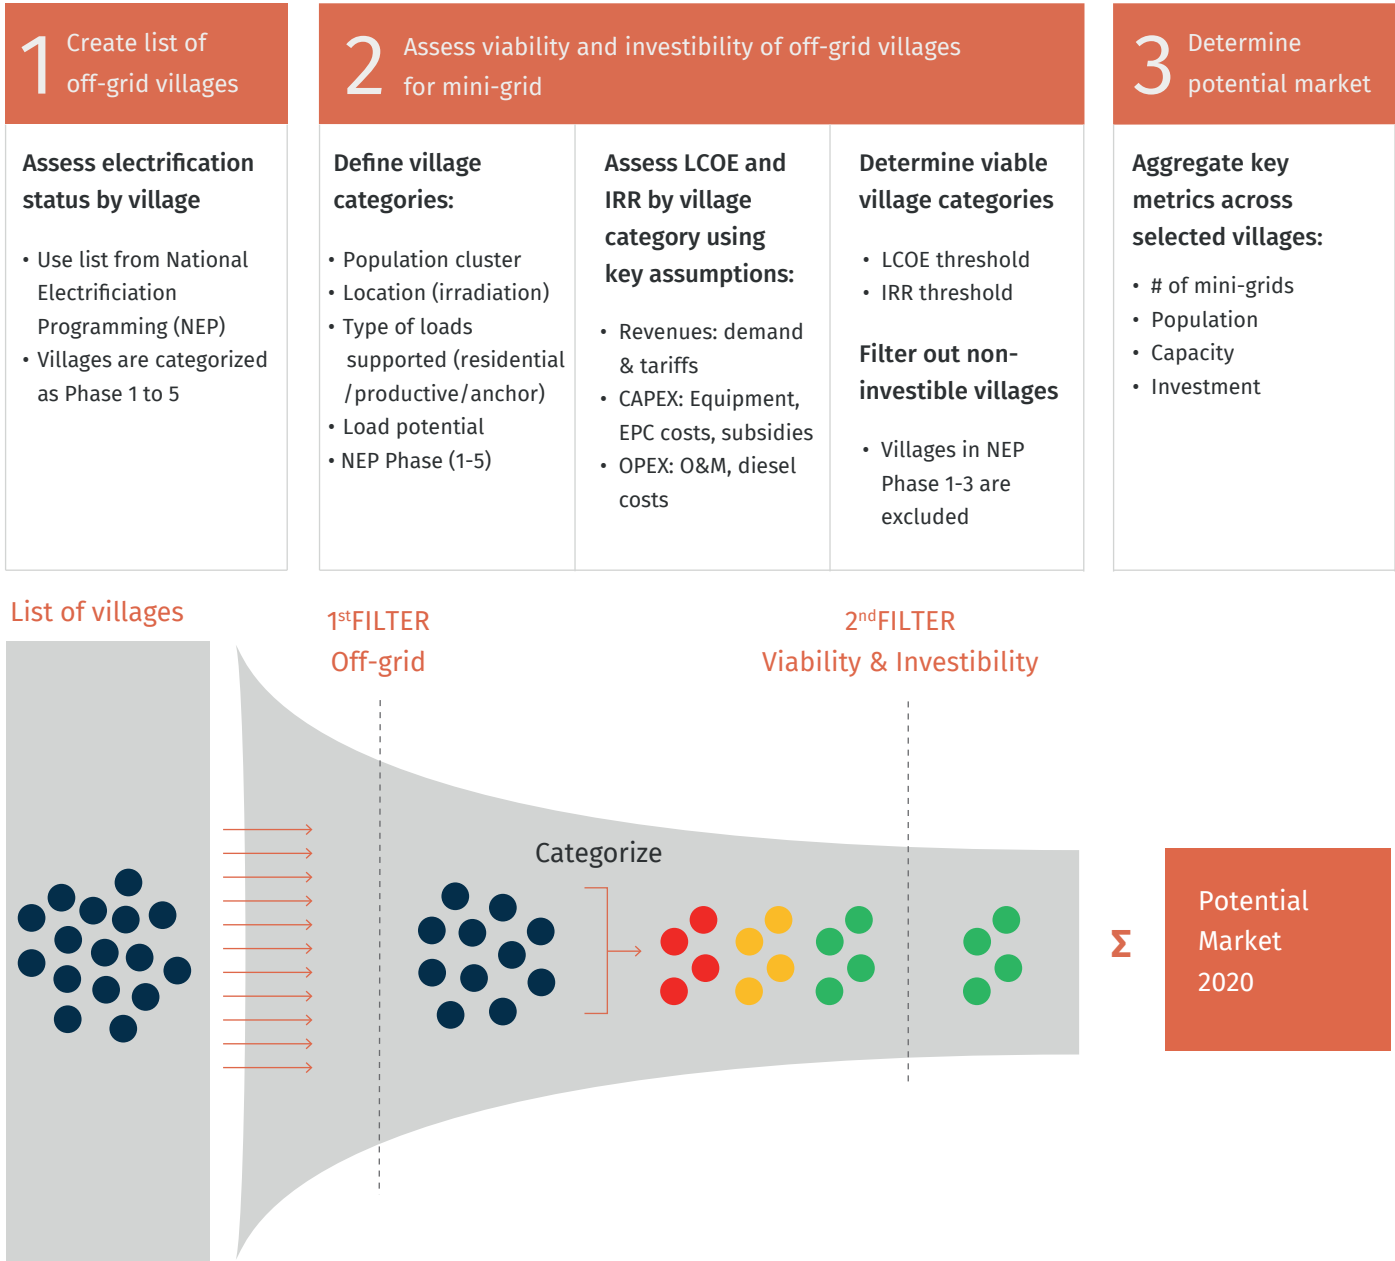 1
Create list of
off-grid villages
2
Assess viability and investibility of off-grid villages
for mini-grid
3
Determine
potential market
Assess electrification
status by village
• Use list from National
Electrificiation
Programming (NEP)
• Villages are categorized
as Phase 1 to 5
Define village
categories:
• Population cluster
• Location (irradiation)
• Type of loads
supported (residential
/productive/anchor)
• Load potential
• NEP Phase (1-5)
Assess LCOE and
IRR by village
category using
key assumptions:
• Revenues: demand
& tariffs
• CAPEX: Equipment,
EPC costs, subsidies
• OPEX: O&M, diesel
costs
Determine viable
village categories
• LCOE threshold
• IRR threshold
Filter out non-
investible villages
• Villages in NEP
Phase 1-3 are
excluded
Aggregate key
metrics across
selected villages:
• # of mini-grids
• Population
• Capacity
• Investment
List of villages
1stFILTER
Off-grid
2ndFILTER
Viability & Investibility
Categorize
Σ
Potential
Market
2020